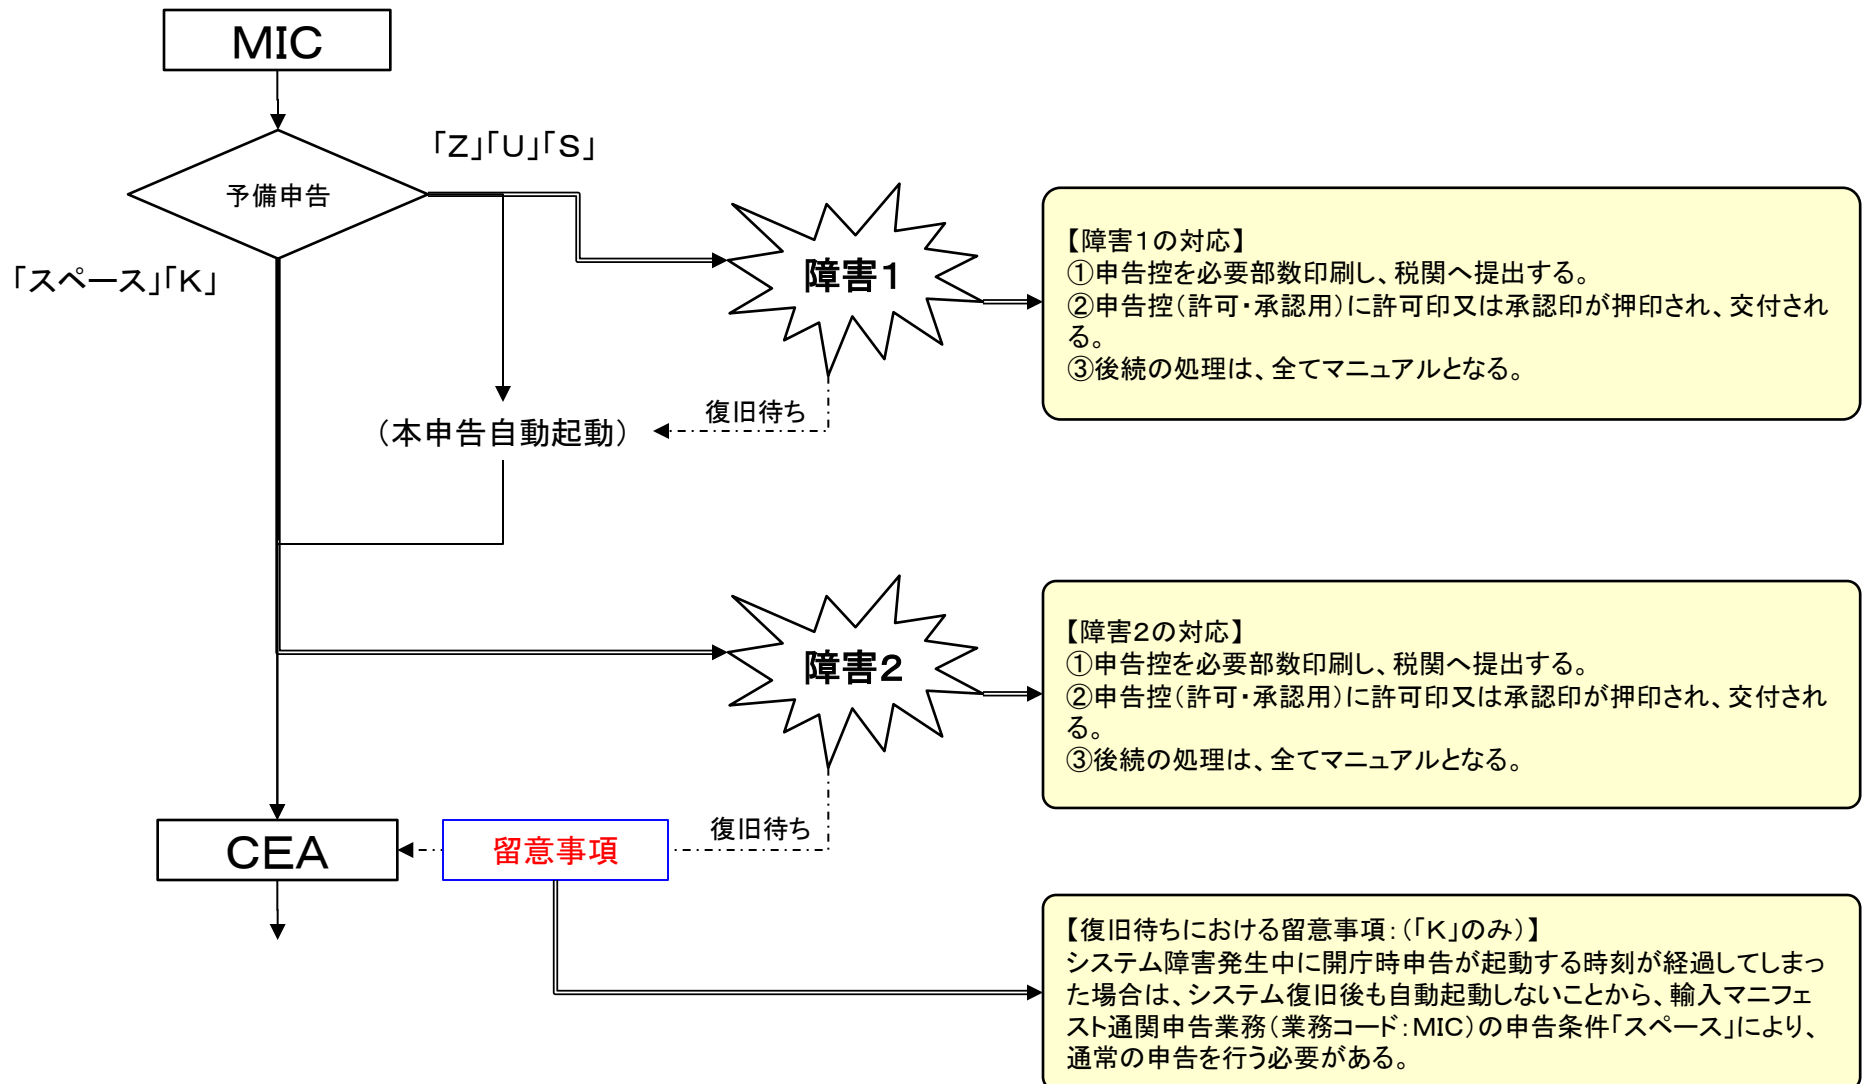 MIC
「Z」「U」「S」
予備申告
「スペース」「K」
障害1
【障害1の対応】
①申告控を必要部数印刷し、税関へ提出する。
②申告控(許可・承認用)に許可印又は承認印が押印され、交付され
る。
③後続の処理は、全てマニュアルとなる。
復旧待ち
(本申告自動起動)
障害2
【障害2の対応】
①申告控を必要部数印刷し、税関へ提出する。
②申告控(許可・承認用)に許可印又は承認印が押印され、交付され
る。
③後続の処理は、全てマニュアルとなる。
復旧待ち
CEA
留意事項
【復旧待ちにおける留意事項:(「K」のみ)】
システム障害発生中に開庁時申告が起動する時刻が経過してしまっ
た場合は、システム復旧後も自動起動しないことから、輸入マニフェ
スト通関申告業務(業務コード:MIC)の申告条件「スペース」により、
通常の申告を行う必要がある。